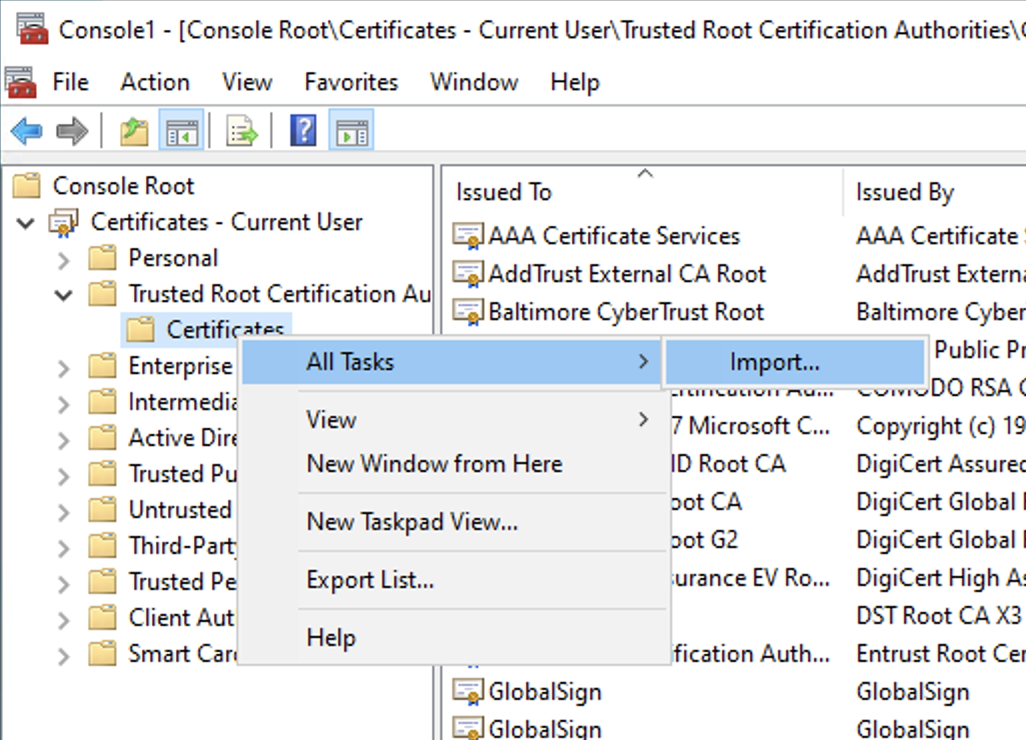 Console1 - [Console Root\Certificates - Current User\Trusted Root Certification Authorities\
File Action View Favorites Window Help
Console Root
Certificates - Current User
Personal
Trusted Root Certification Au
Certificates
Enterprise
Intermedia
Active Dire
Trusted Pu
Untrusted
Third-Party
Trusted Pe
Client Aut
Smart Card
All Tasks
View
New Window from Here
New Taskpad View...
Export List...
Help
Import...
Issued To Issued By
AAA Certificate Services AAA Certificate
AddTrust External CA Root AddTrust Externa
Baltimore CyberTrust Root Baltimore Cyber
Public Pr
rtification Au... COMODO RSA C
7 Microsoft C... Copyright (c) 19
ID Root CA DigiCert Assured
oot CA DigiCert Global
oot G2 DigiCert Global
surance EV Ro... DigiCert High As
DST Root CA X3
ification Auth... Entrust Root Cer
GlobalSign GlobalSign
GlobalSign GlobalSign